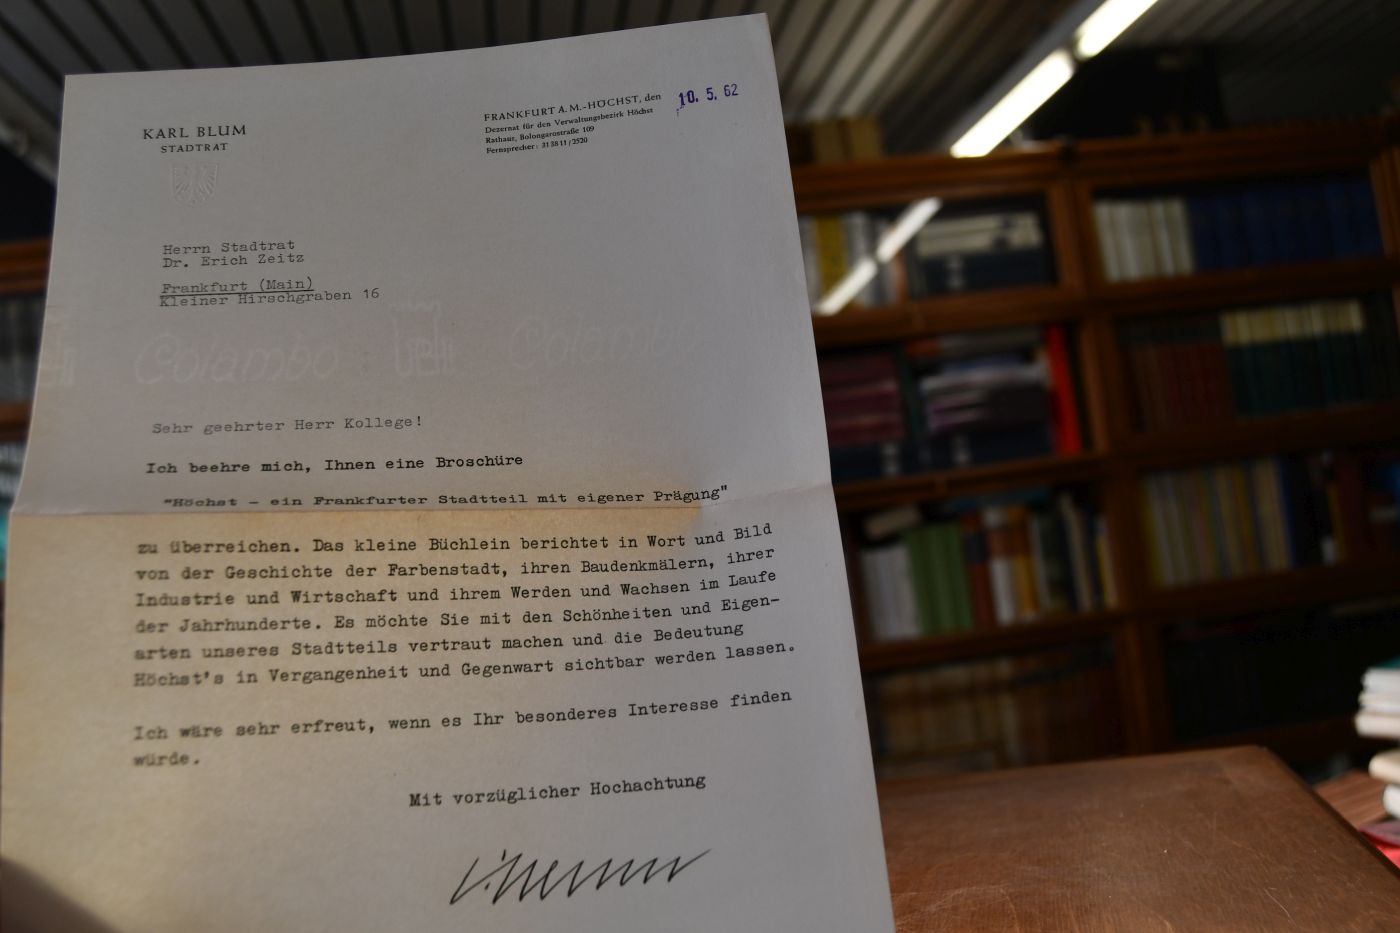 KARL BLUM
STADTRAT
FRANKFURT A.M.-HÖCHST, den 10. 5. 62
Dezernat für den Verwaltungsbezirk Höchst
Rathaus, Bolongarostraße 109
Fernsprecher: 313811/2520
Herrn Stadtrat
Dr. Erich Zeitz
Frankfurt (Main)
Kleiner Hirschgraben 16
Colambo Colambo
Sehr geehrter Herr Kollege!
Ich beehre mich, Ihnen eine Broschüre
"Höchst - ein Frankfurter Stadtteil mit eigener Prägung"
zu überreichen. Das kleine Büchlein berichtet in Wort und Bild
von der Geschichte der Farbenstadt, ihren Baudenkmälern, ihrer
Industrie und Wirtschaft und ihrem Werden und Wachsen im Laufe
der Jahrhunderte. Es möchte Sie mit den Schönheiten und Eigen-
arten unseres Stadtteils vertraut machen und die Bedeutung
Höchst's in Vergangenheit und Gegenwart sichtbar werden lassen.
Ich wäre sehr erfreut, wenn es Ihr besonderes Interesse finden
würde.
Mit vorzüglicher Hochachtung